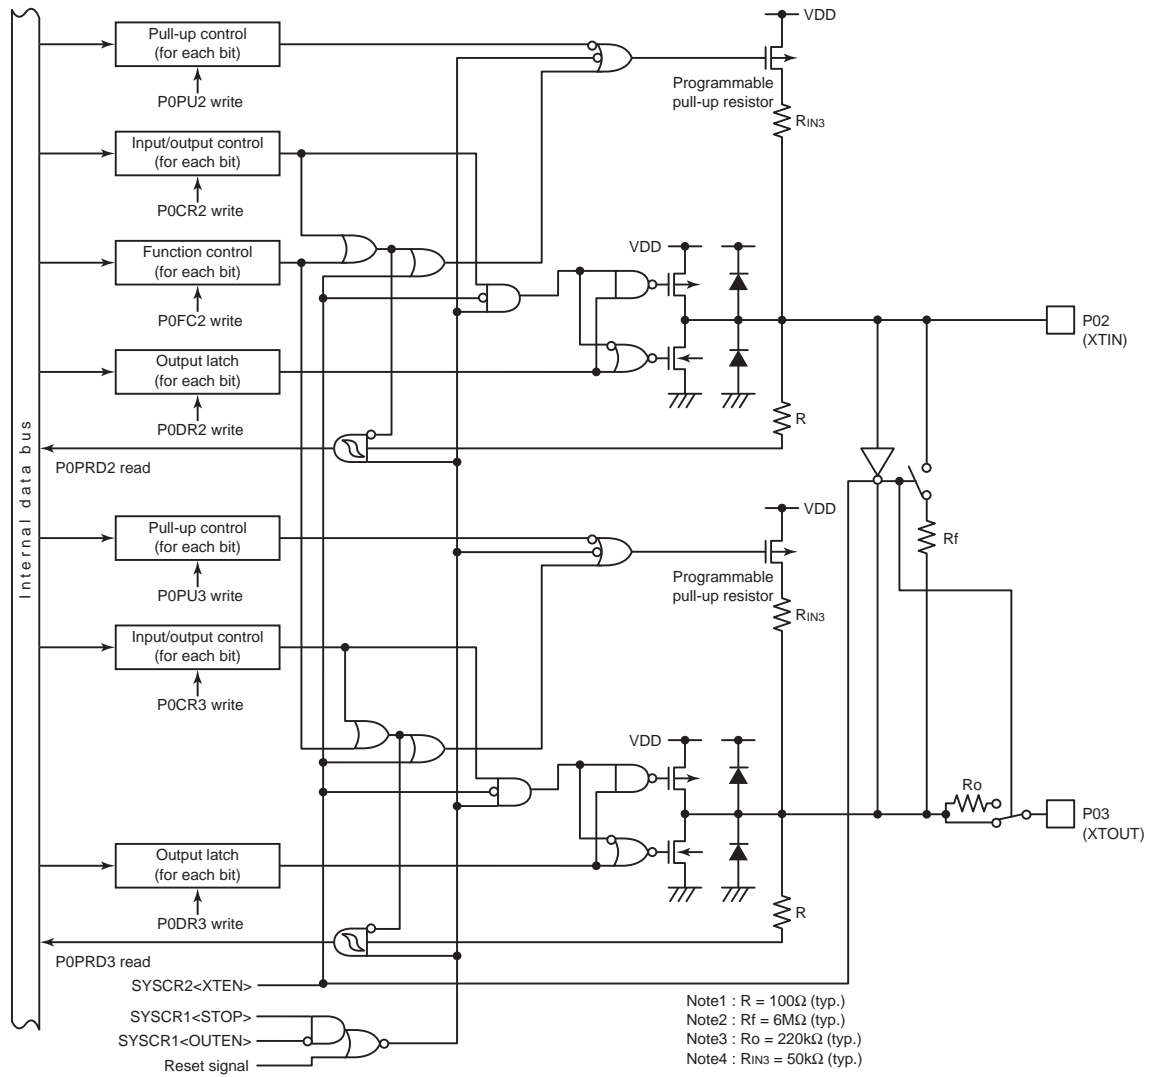 VDD
Pull-up control
(for each bit)
Programmable
pull-up resistor
P0PU2 write
RIN3
Input/output control
(for each bit)
P0CR2 write
Function control
(for each bit)
VDD
P0FC2 write
P02
(XTIN)
Output latch
(for each bit)
P0DR2 write
R
P0PRD2 read
Internal data bus
VDD
Pull-up control
(for each bit)
Rf
Programmable
pull-up resistor
P0PU3 write
RIN3
Input/output control
(for each bit)
P0CR3 write
VDD
Ro
P03
(XTOUT)
Output latch
(for each bit)
P0DR3 write
R
P0PRD3 read
SYSCR2<XTEN>
SYSCR1<STOP>
SYSCR1<OUTEN>
Reset signal
Note1 : R = 100Ω (typ.)
Note2 : Rf = 6MΩ (typ.)
Note3 : Ro = 220kΩ (typ.)
Note4 : RIN3 = 50kΩ (typ.)